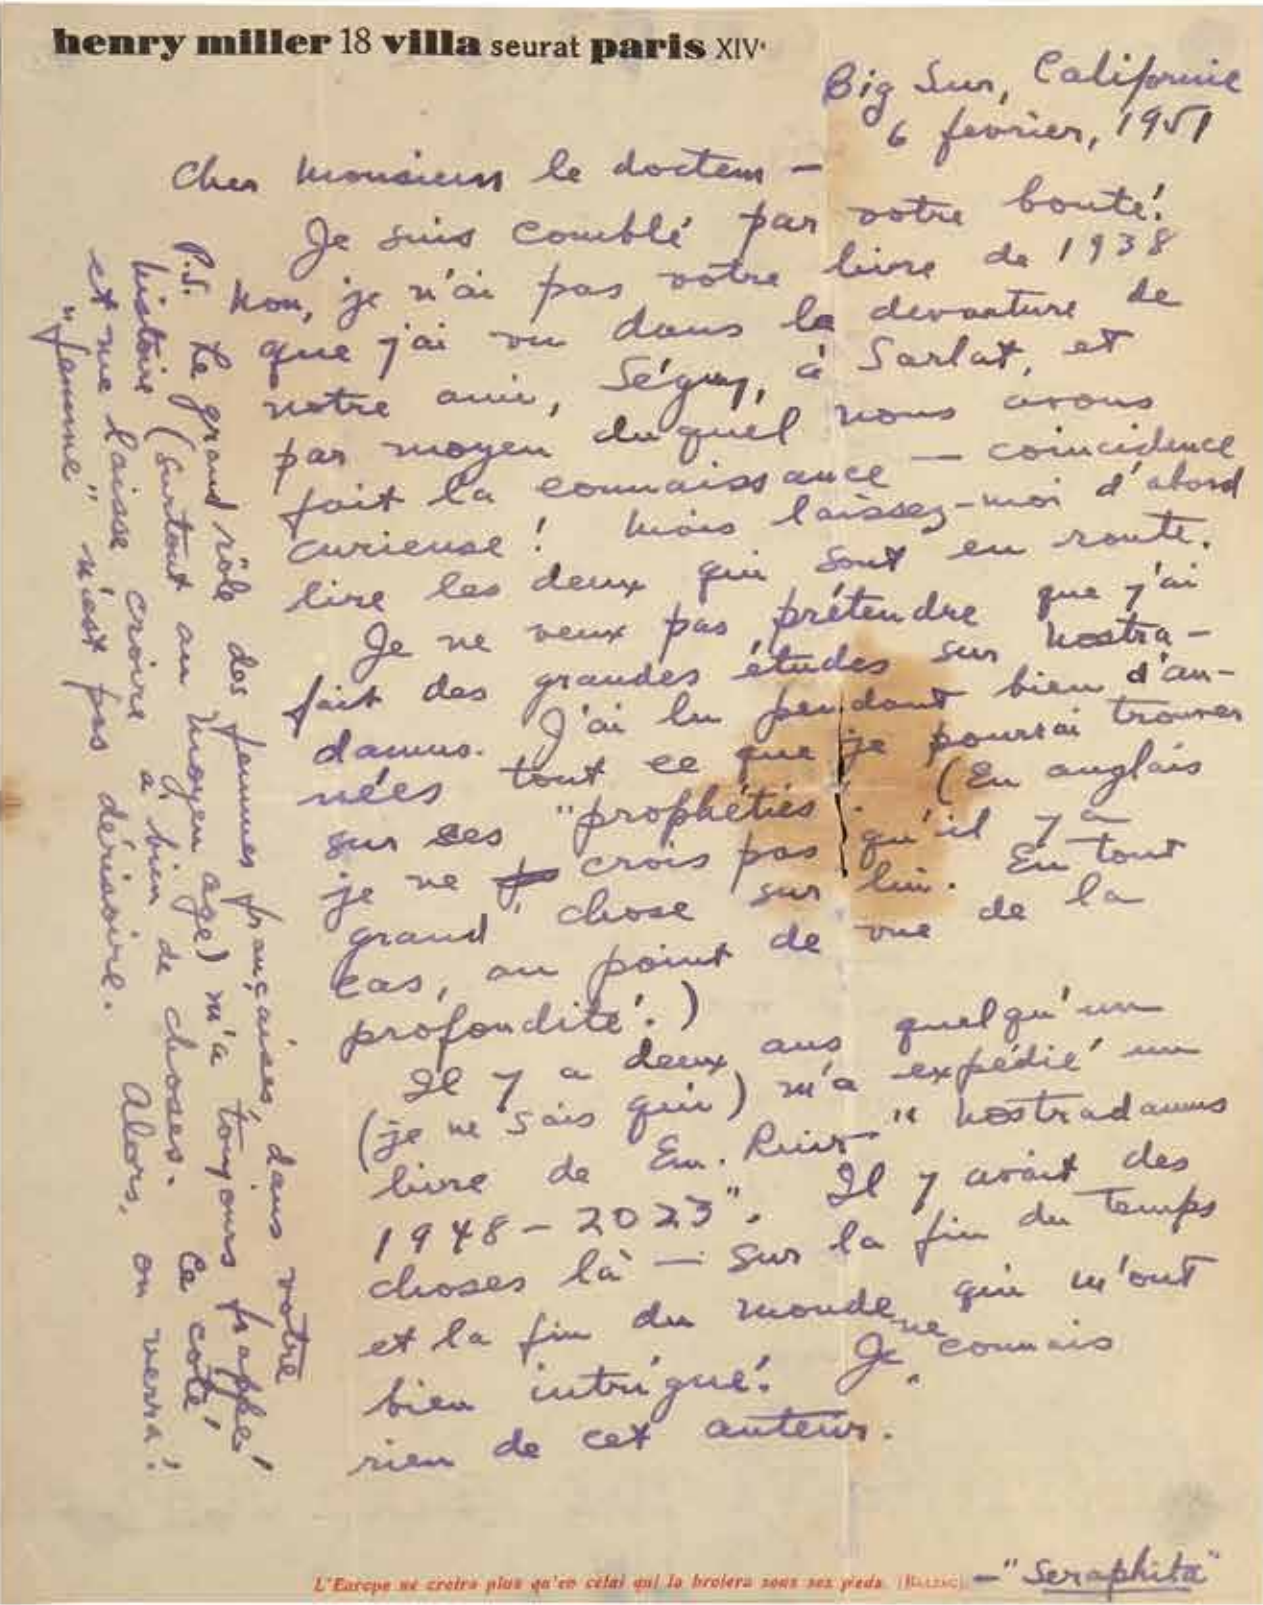 henry miller 18 villa seurat paris XIVe
Big Sur, Californie
6 fevrier, 1951
Cher Monsieur le docteur —
Je suis comblé par votre bonté.
Non, je n'ai pas votre livre de 1938
que j'ai vu dans la devanture de
notre ami, Séguy, à Sarlat, et
par moyen duquel nous avons
fait la connaissance — coincidence
curieuse! Mais laissez-moi d'abord
lire les deux qui sont en route.
Je ne veux pas prétendre que j'ai
fait des grandes études sur Nostra-
damus. J'ai lu pendant bien d'an-
nées tout ce que je pourrai trouver
sur ses "prophéties". (En anglais
je ne crois pas qu'il y a
grand' chose sur lui. En tout
cas, au point de vue de la
profondité.)
Il y a deux ans quelqu'un
(je ne sais qui) m'a expédié un
livre de Em. Ruir "Nostradamus
1948-2023". Il y avait des
choses là — sur la fin du temps
et la fin du monde qui m'ont
bien intrigué. Je ne connais
rien de cet auteur.
P.S. Le grand rôle des femmes françaises, dans votre
histoire (surtout au moyen age) m'a toujours frappé
et me laisse croire à bien de choses. Ce coté
"femme" n'est pas dérisoire. Alors, on verra!
L'Europe ne croira plus qu'en celui qui la broiera sous ses pieds. (BALZAC) — "Seraphita"